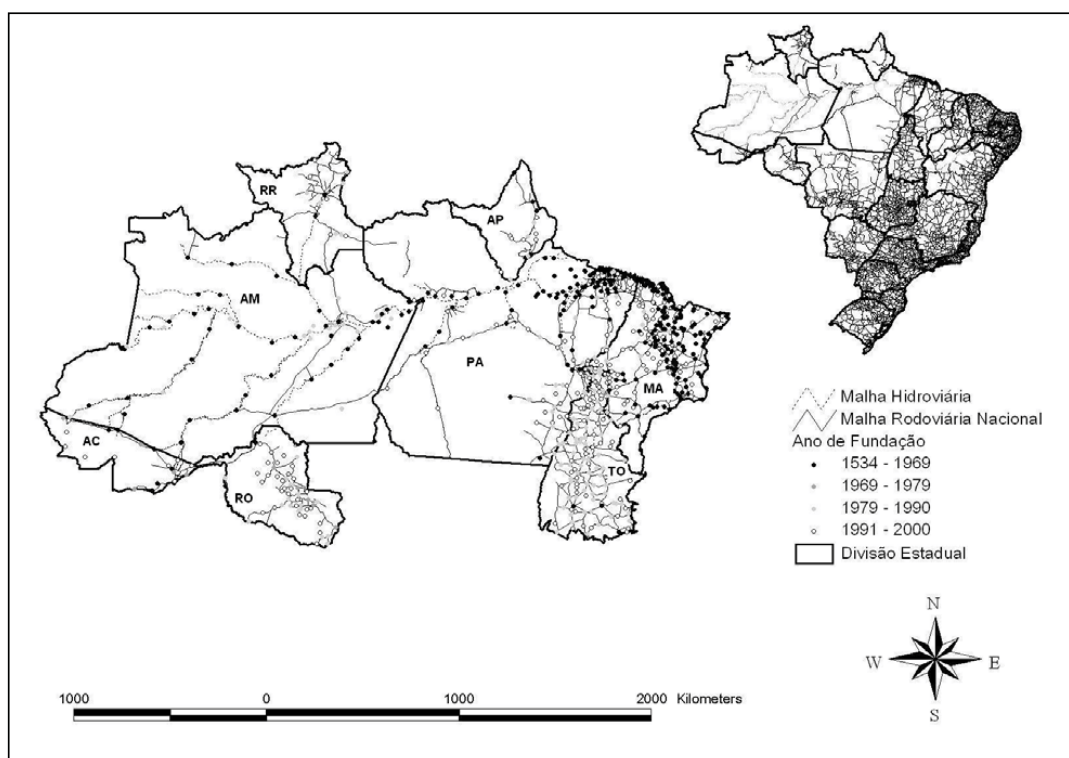 RR
AP
AM
PA
MA
AC
TO
RO
Malha Hidroviária
Malha Rodoviária Nacional
Ano de Fundação
1534 - 1969
1969 - 1979
1979 - 1990
1991 - 2000
Divisão Estadual
N
W E
S
1000 0 1000 2000 Kilometers